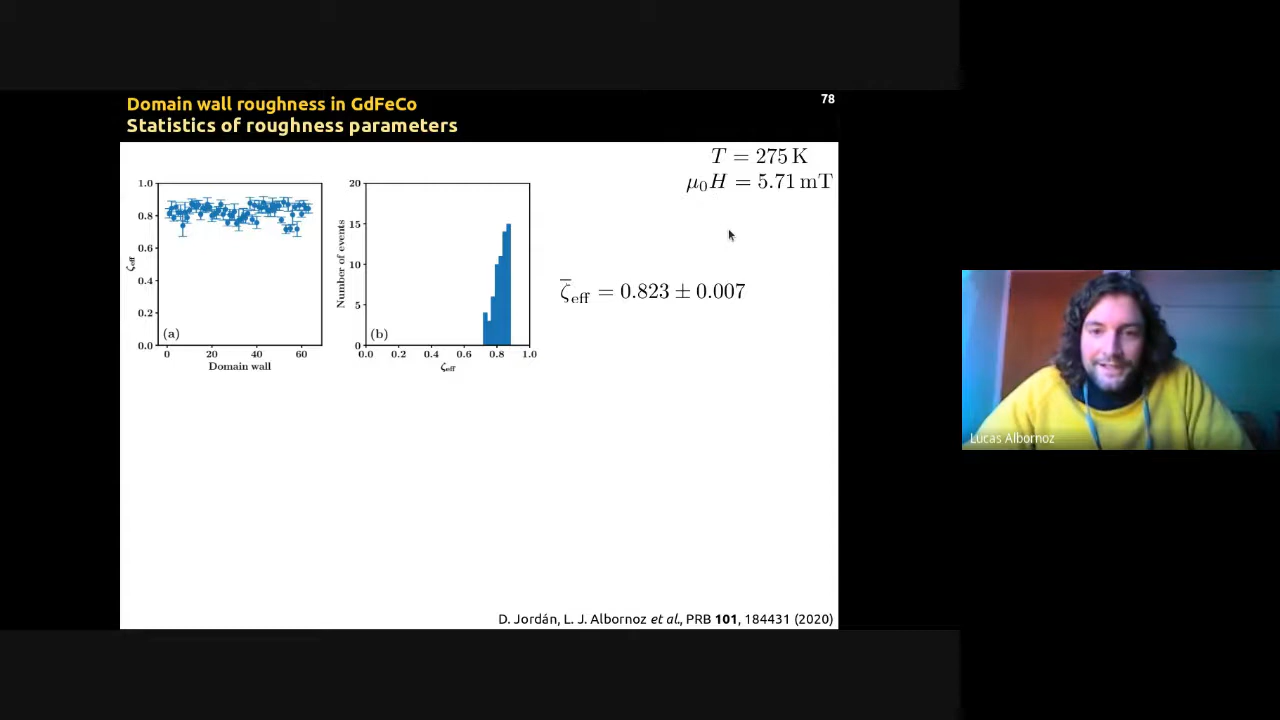 Domain wall roughness in GdFeCo
78
Statistics of roughness parameters
T = 275 K
μ₀H = 5.71 mT
1.0
0.8
0.6
0.4
0.2
0.0
ζeff
(a)
0 20 40 60
Domain wall
20
15
10
5
0
Number of events
(b)
0.0 0.2 0.4 0.6 0.8 1.0
ζeff
ζ̅eff = 0.823 ± 0.007
Lucas Albornoz
D. Jordán, L. J. Albornoz et al., PRB 101, 184431 (2020)